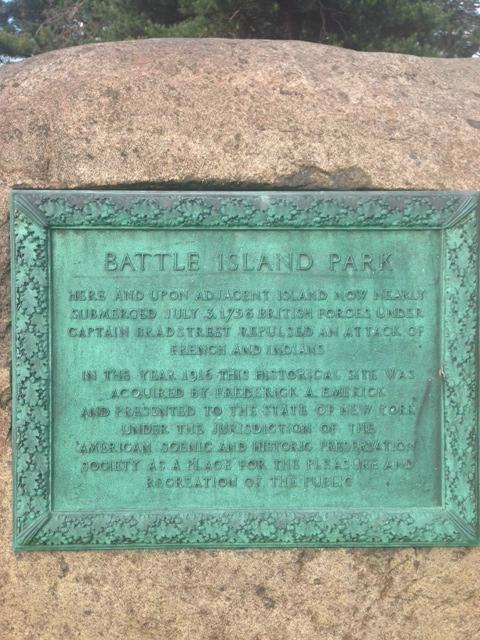 BATTLE ISLAND PARK
HERE AND UPON ADJACENT ISLAND NOW NEARLY
SUBMERGED JULY 3, 1756 BRITISH FORCES UNDER
CAPTAIN BRADSTREET REPULSED AN ATTACK OF
FRENCH AND INDIANS
IN THE YEAR 1916 THIS HISTORICAL SITE WAS
ACQUIRED BY FREDERICK A. EMERICK
AND PRESENTED TO THE STATE OF NEW YORK
UNDER THE JURISDICTION OF THE
AMERICAN SCENIC AND HISTORIC PRESERVATION
SOCIETY AS A PLACE FOR THE PLEASURE AND
RECREATION OF THE PUBLIC